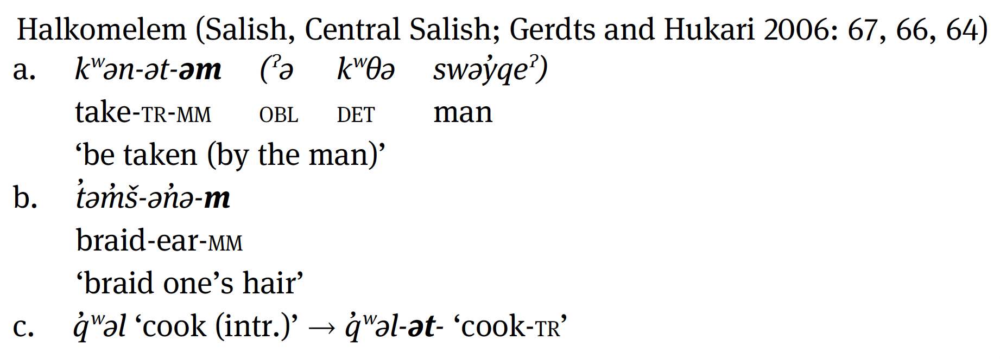 Halkomelem (Salish, Central Salish; Gerdts and Hukari 2006: 67, 66, 64)
a. kʷən-ət-əm (ˀə kʷθə swəy̓qeˀ)
take-TR-MM OBL DET man
‘be taken (by the man)’
b. t̓əm̓š-ən̓ə-m
braid-ear-MM
‘braid one’s hair’
c. q̓ʷəl ‘cook (intr.)’ → q̓ʷəl-ət- ‘cook-TR’